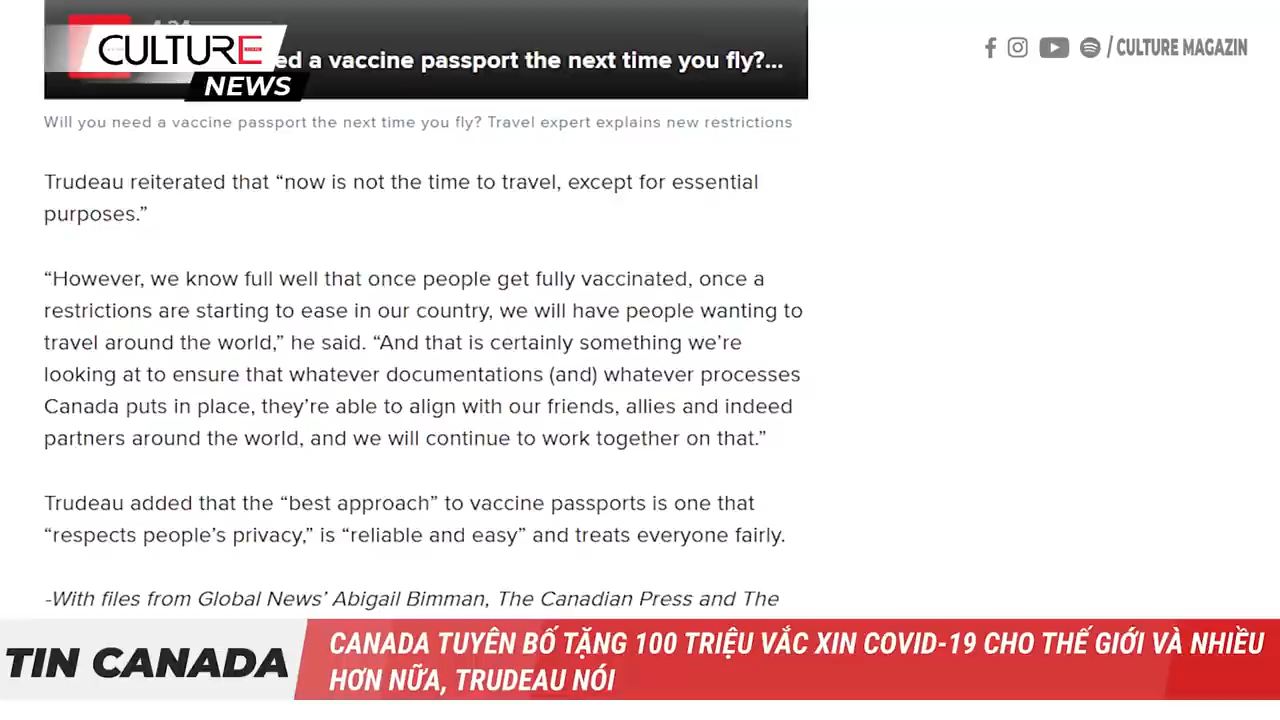 CULTURE
NEWS
ed a vaccine passport the next time you fly?...
/ CULTURE MAGAZIN
Will you need a vaccine passport the next time you fly? Travel expert explains new restrictions
Trudeau reiterated that “now is not the time to travel, except for essential
purposes.”
“However, we know full well that once people get fully vaccinated, once a
restrictions are starting to ease in our country, we will have people wanting to
travel around the world,” he said. “And that is certainly something we’re
looking at to ensure that whatever documentations (and) whatever processes
Canada puts in place, they’re able to align with our friends, allies and indeed
partners around the world, and we will continue to work together on that.”
Trudeau added that the “best approach” to vaccine passports is one that
“respects people’s privacy,” is “reliable and easy” and treats everyone fairly.
-With files from Global News’ Abigail Bimman, The Canadian Press and The
TIN CANADA
CANADA TUYÊN BỐ TẶNG 100 TRIỆU VẮC XIN COVID-19 CHO THẾ GIỚI VÀ NHIỀU
HƠN NỮA, TRUDEAU NÓI